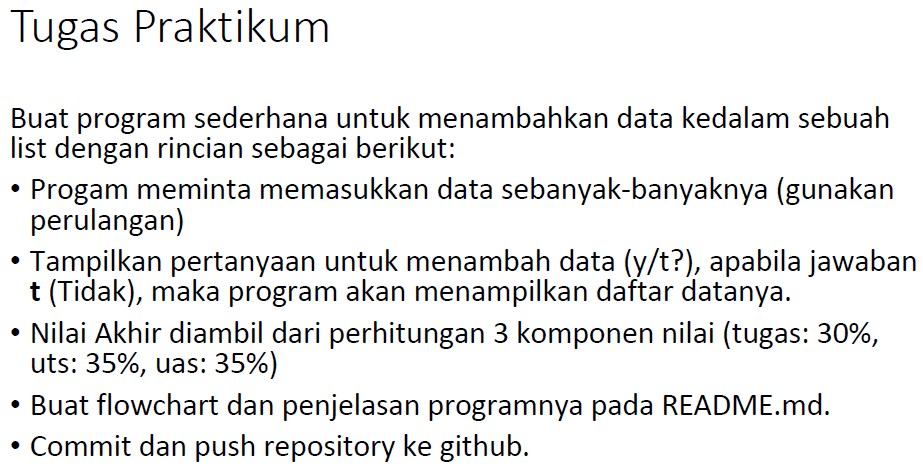 Tugas Praktikum
Buat program sederhana untuk menambahkan data kedalam sebuah
list dengan rincian sebagai berikut:
• Progam meminta memasukkan data sebanyak-banyaknya (gunakan
perulangan)
• Tampilkan pertanyaan untuk menambah data (y/t?), apabila jawaban
t (Tidak), maka program akan menampilkan daftar datanya.
• Nilai Akhir diambil dari perhitungan 3 komponen nilai (tugas: 30%,
uts: 35%, uas: 35%)
• Buat flowchart dan penjelasan programnya pada README.md.
• Commit dan push repository ke github.